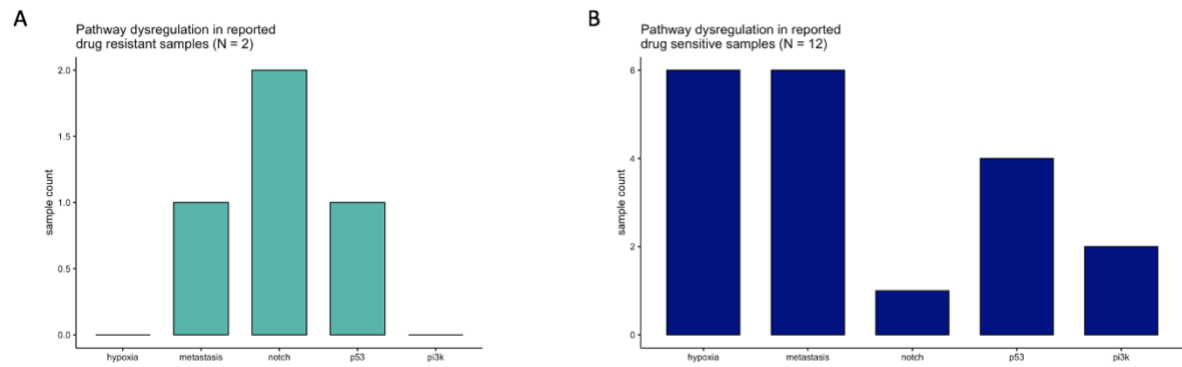 A
Pathway dysregulation in reported
drug resistant samples (N = 2)
2.0
1.5
1.0
0.5
0.0
sample count
hypoxia
metastasis
notch
p53
pi3k
B
Pathway dysregulation in reported
drug sensitive samples (N = 12)
6
4
2
0
sample count
hypoxia
metastasis
notch
p53
pi3k